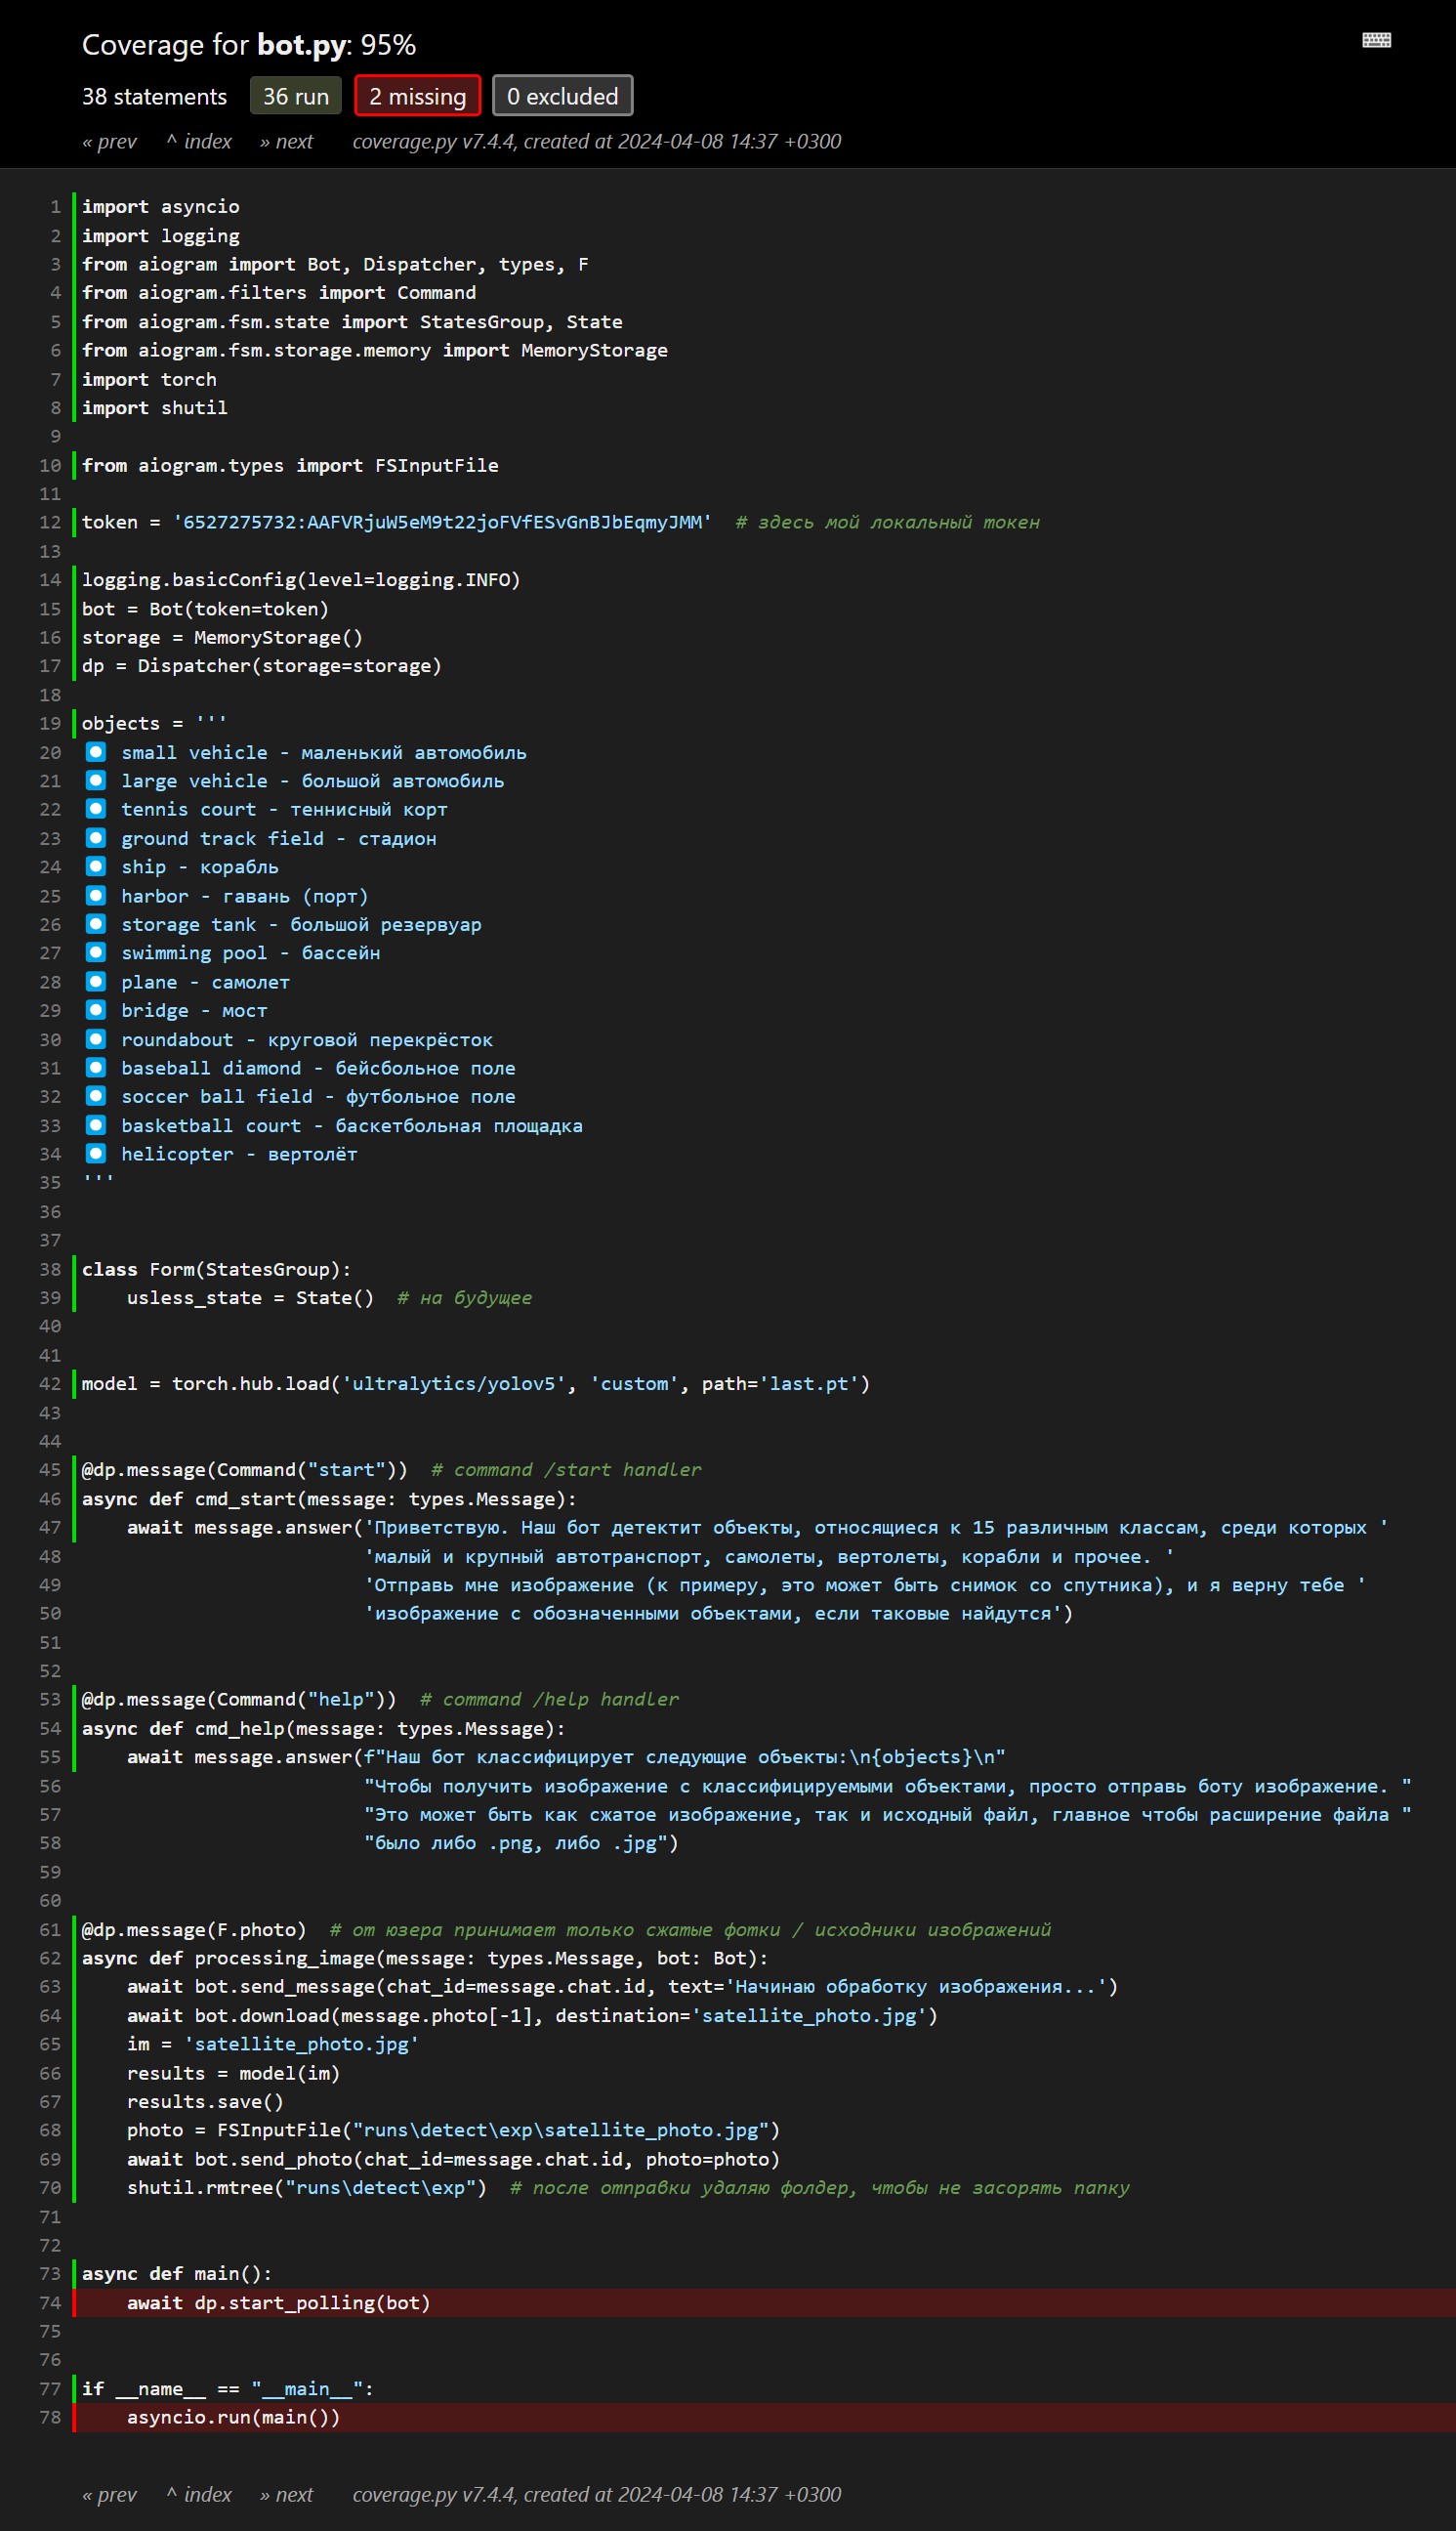 Coverage for bot.py: 95%
38 statements 36 run 2 missing 0 excluded
« prev ^ index » next coverage.py v7.4.4, created at 2024-04-08 14:37 +0300
1 import asyncio
2 import logging
3 from aiogram import Bot, Dispatcher, types, F
4 from aiogram.filters import Command
5 from aiogram.fsm.state import StatesGroup, State
6 from aiogram.fsm.storage.memory import MemoryStorage
7 import torch
8 import shutil
9
10 from aiogram.types import FSInputFile
11
12 token = '6527275732:AAFVRjuW5eM9t22joFVfESvGnBJbEqmyJMM' # здесь мой локальный токен
13
14 logging.basicConfig(level=logging.INFO)
15 bot = Bot(token=token)
16 storage = MemoryStorage()
17 dp = Dispatcher(storage=storage)
18
19 objects = '''
20 ⏺ small vehicle - маленький автомобиль
21 ⏺ large vehicle - большой автомобиль
22 ⏺ tennis court - теннисный корт
23 ⏺ ground track field - стадион
24 ⏺ ship - корабль
25 ⏺ harbor - гавань (порт)
26 ⏺ storage tank - большой резервуар
27 ⏺ swimming pool - бассейн
28 ⏺ plane - самолет
29 ⏺ bridge - мост
30 ⏺ roundabout - круговой перекрёсток
31 ⏺ baseball diamond - бейсбольное поле
32 ⏺ soccer ball field - футбольное поле
33 ⏺ basketball court - баскетбольная площадка
34 ⏺ helicopter - вертолёт
35 '''
36
37
38 class Form(StatesGroup):
39     usless_state = State() # на будущее
40
41
42 model = torch.hub.load('ultralytics/yolov5', 'custom', path='last.pt')
43
44
45 @dp.message(Command("start")) # command /start handler
46 async def cmd_start(message: types.Message):
47     await message.answer('Приветствую. Наш бот детектит объекты, относящиеся к 15 различным классам, среди которых '
48                          'малый и крупный автотранспорт, самолеты, вертолеты, корабли и прочее. '
49                          'Отправь мне изображение (к примеру, это может быть снимок со спутника), и я верну тебе '
50                          'изображение с обозначенными объектами, если таковые найдутся')
51
52
53 @dp.message(Command("help")) # command /help handler
54 async def cmd_help(message: types.Message):
55     await message.answer(f"Наш бот классифицирует следующие объекты:\n{objects}\n"
56                          "Чтобы получить изображение с классифицируемыми объектами, просто отправь боту изображение. "
57                          "Это может быть как сжатое изображение, так и исходный файл, главное чтобы расширение файла "
58                          "было либо .png, либо .jpg")
59
60
61 @dp.message(F.photo) # от юзера принимает только сжатые фотки / исходники изображений
62 async def processing_image(message: types.Message, bot: Bot):
63     await bot.send_message(chat_id=message.chat.id, text='Начинаю обработку изображения...')
64     await bot.download(message.photo[-1], destination='satellite_photo.jpg')
65     im = 'satellite_photo.jpg'
66     results = model(im)
67     results.save()
68     photo = FSInputFile("runs\detect\exp\satellite_photo.jpg")
69     await bot.send_photo(chat_id=message.chat.id, photo=photo)
70     shutil.rmtree("runs\detect\exp") # после отправки удаляю фолдер, чтобы не засорять папку
71
72
73 async def main():
74     await dp.start_polling(bot)
75
76
77 if __name__ == "__main__":
78     asyncio.run(main())
« prev ^ index » next coverage.py v7.4.4, created at 2024-04-08 14:37 +0300